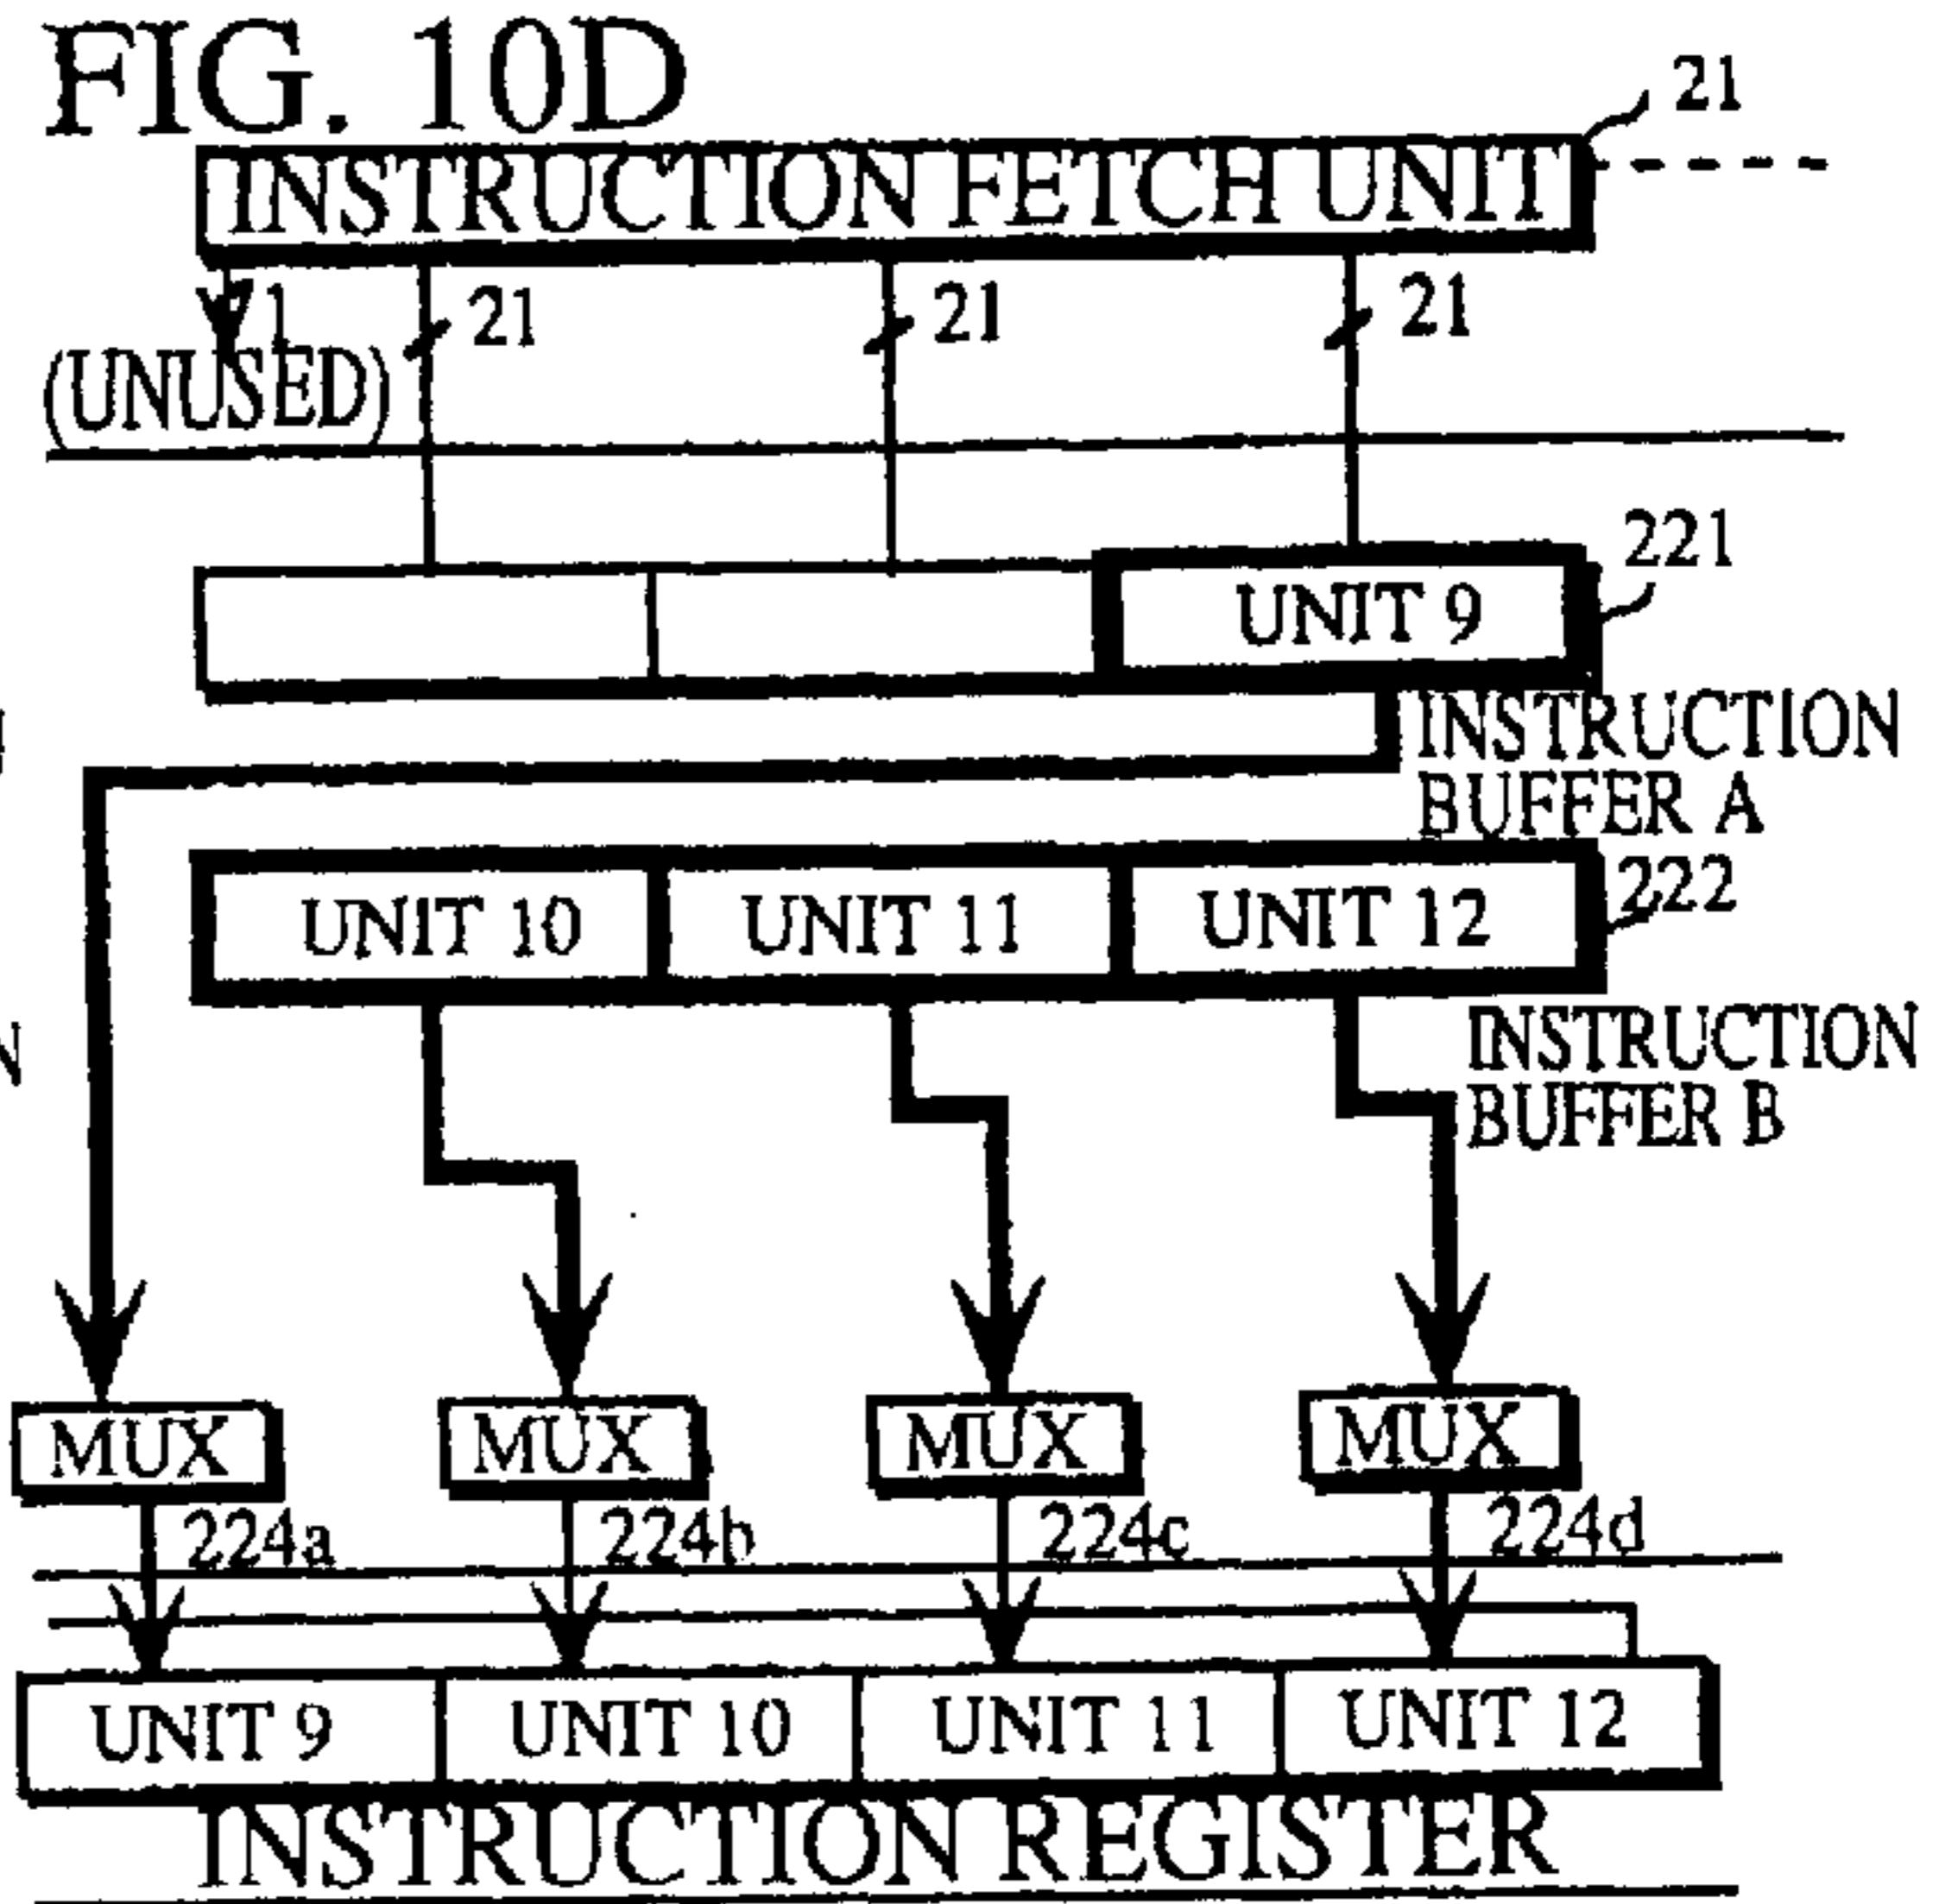 FIG. 10D
21
INSTRUCTION FETCH UNIT
1 21 21 21
(UNUSED)
221
UNIT 9
INSTRUCTION
BUFFER A
222
UNIT 10 UNIT 11 UNIT 12
N
INSTRUCTION
BUFFER B
MUX MUX MUX MUX
224a 224b 224c 224d
UNIT 9 UNIT 10 UNIT 11 UNIT 12
INSTRUCTION REGISTER